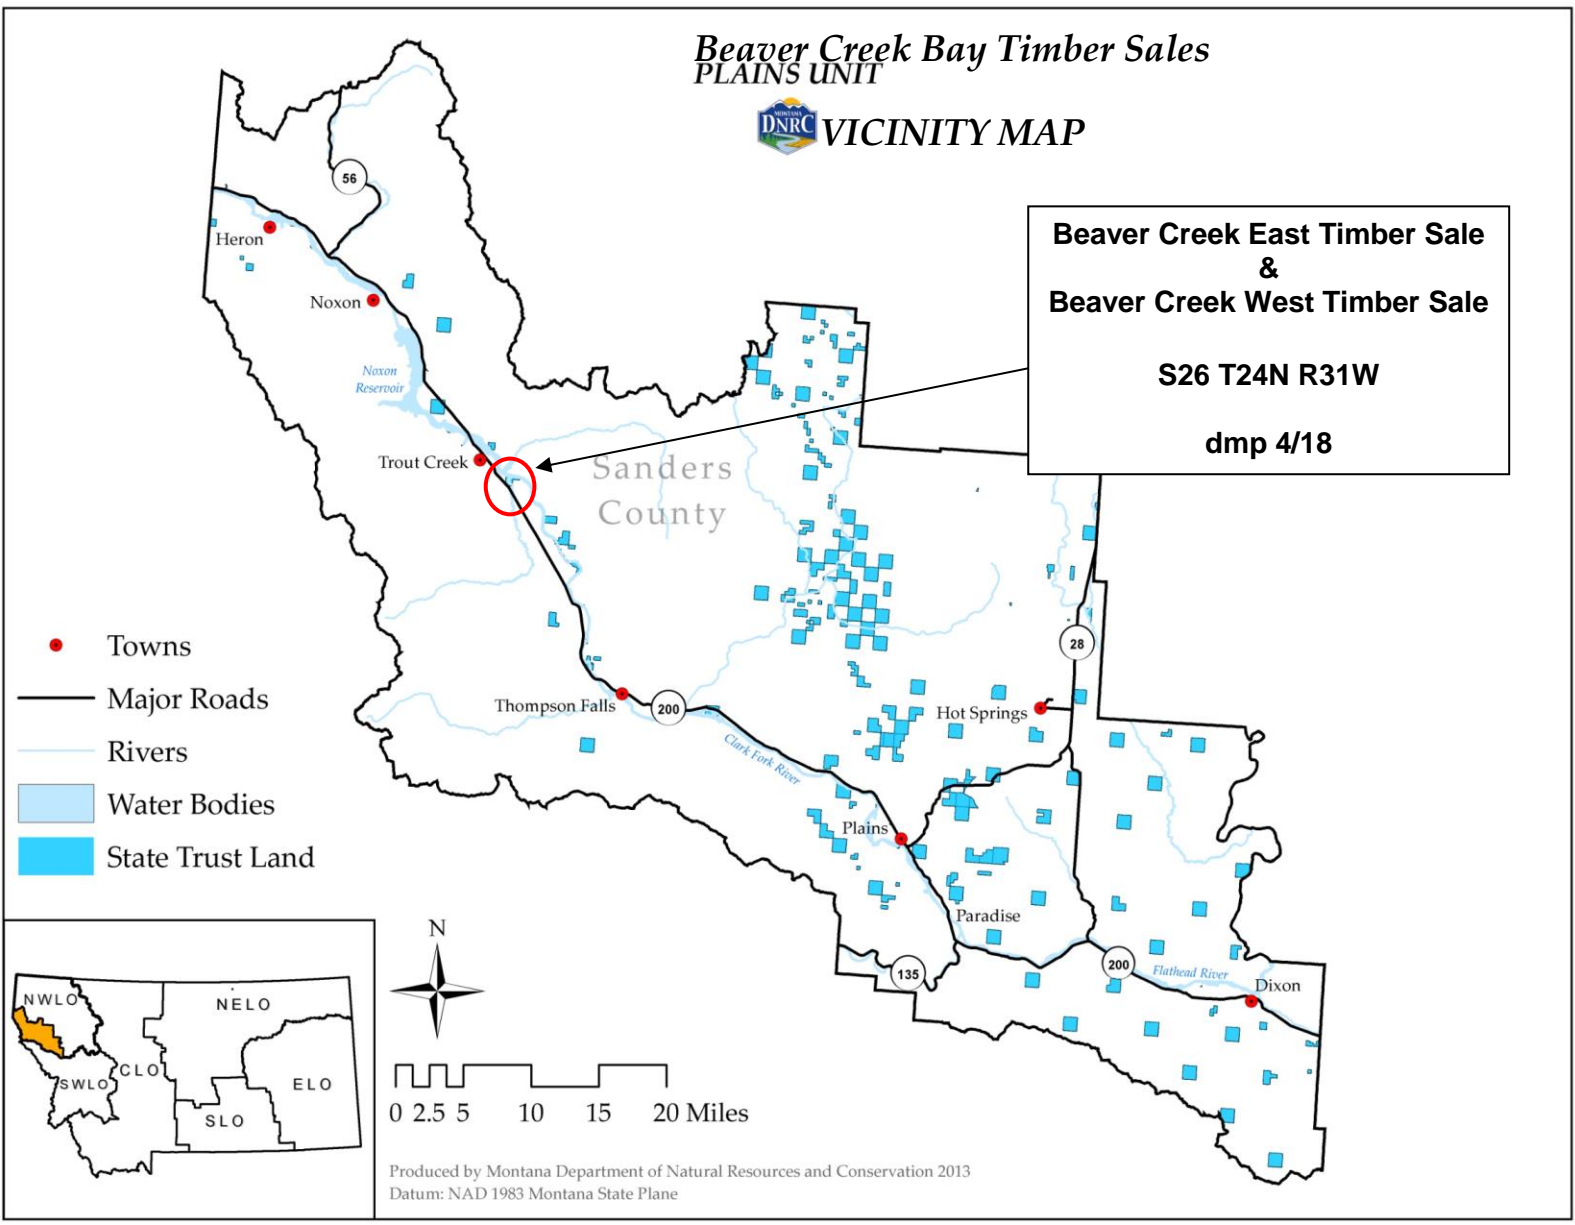 Beaver Creek Bay Timber Sales
PLAINS UNIT
MONTANA
DNRC
VICINITY MAP
Beaver Creek East Timber Sale
&
Beaver Creek West Timber Sale
S26 T24N R31W
dmp 4/18
56
Heron
Noxon
Noxon
Reservoir
Trout Creek
Sanders
County
28
Thompson Falls
200
Hot Springs
Clark Fork River
Plains
Paradise
135
200
Flathead River
Dixon
Towns
Major Roads
Rivers
Water Bodies
State Trust Land
NWLO
NELO
CLO
SWLO
ELO
SLO
N
0 2.5 5 10 15 20 Miles
Produced by Montana Department of Natural Resources and Conservation 2013
Datum: NAD 1983 Montana State Plane